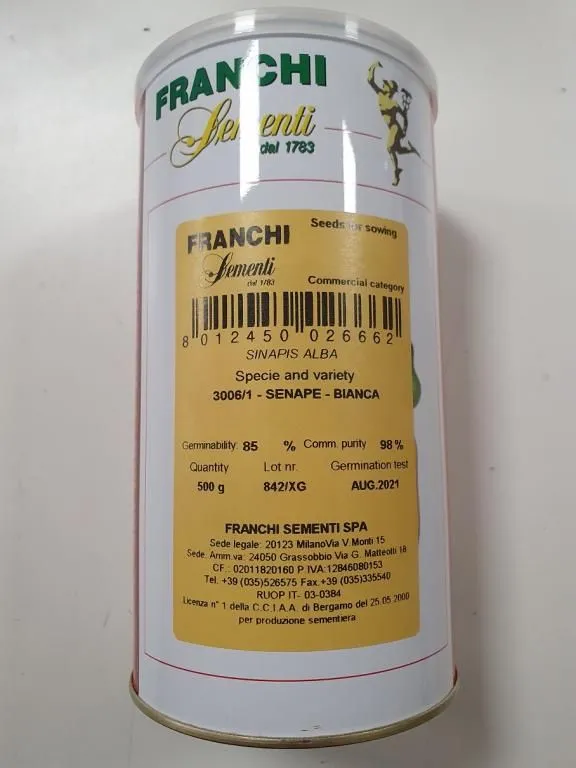 FRANCHI
Sementi
dal 1783
FRANCHI
Seeds for sowing
Sementi
dal 1783
Commercial category
8 012450 026662
SINAPIS ALBA
Specie and variety
3006/1 - SENAPE - BIANCA
Germinability: 85 % Comm. purity 98 %
Quantity Lot nr. Germination test
500 g 842/XG AUG.2021
FRANCHI SEMENTI SPA
Sede legale: 20123 MilanoVia V Monti 15
Sede. Amm.va: 24050 Grassobbio Via G. Matteotti 18
CF.: 02011820160 P.IVA:12846080153
Tel. +39 (035)526575 Fax.+39 (035)335540
RUOP IT- 03-0384
Licenza n° 1 della C.C.I.A.A. di Bergamo del 25.05.2000
per produzione sementiera